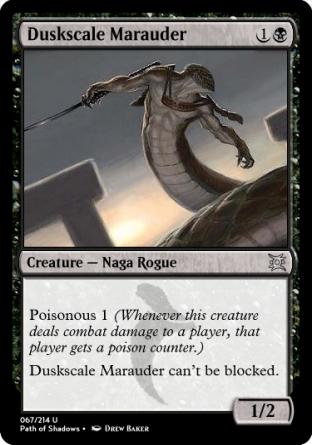 Duskscale Marauder 1
Creature — Naga Rogue
Poisonous 1 (Whenever this creature
deals combat damage to a player, that
player gets a poison counter.)
Duskscale Marauder can't be blocked.
1/2
067/214 U
Path of Shadows • Drew Baker